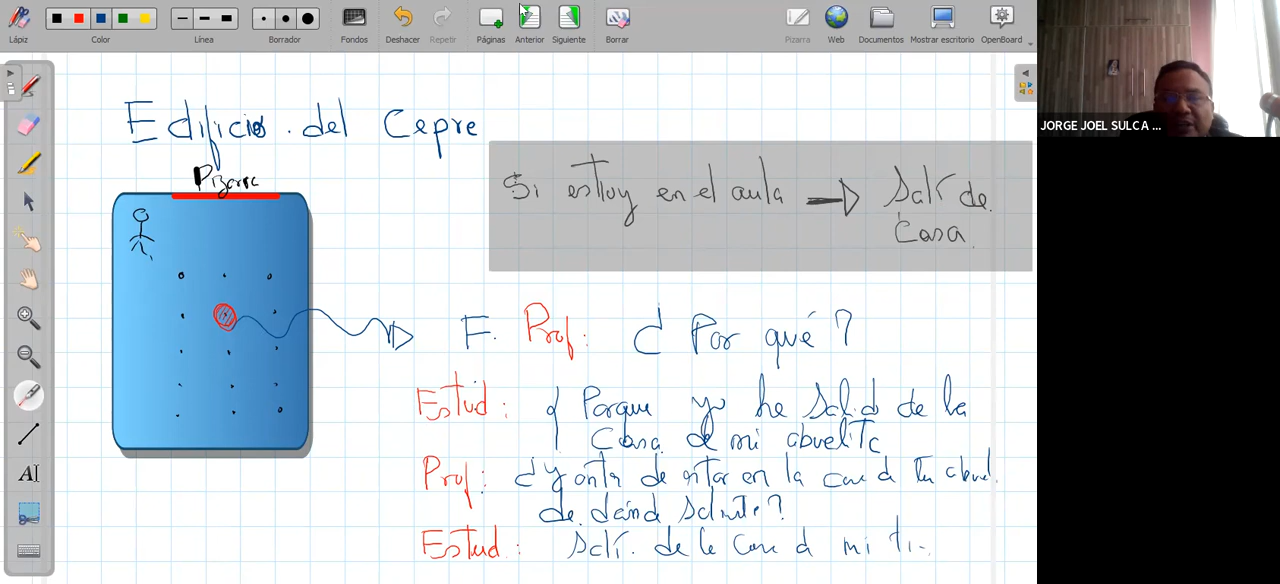 Lápiz
Color
Línea
Borrador
Fondos
Deshacer
Repetir
Páginas
Anterior
Siguiente
Borrar
Pizarra
Web
Documentos
Mostrar escritorio
OpenBoard
JORGE JOEL SULCA ...
Edificio del Cepre
Pizarra
Si estoy en el aula → Salí de
Casa.
F. Prof: ¿Por qué?
Estud: Porque yo he Salido de la
Casa de mi abuelita
Prof: ¿Y antes de estar en la casa de tu abuel.
de dónde Saliste?
Estud: Salí de la casa de mi